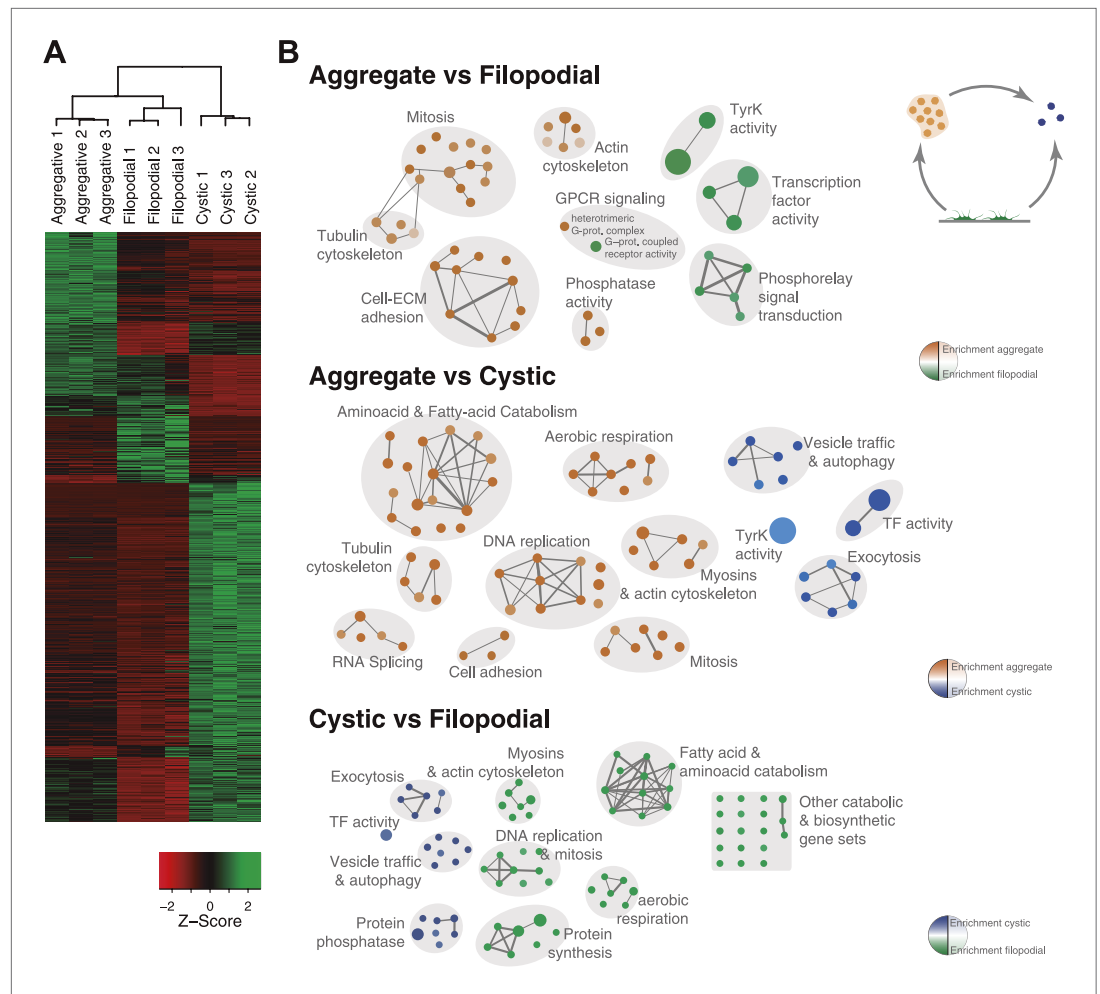 A
Aggregative 1
Aggregative 2
Aggregative 3
Filopodial 1
Filopodial 2
Filopodial 3
Cystic 1
Cystic 3
Cystic 2
−2
0
2
Z−Score
B
Aggregate vs Filopodial
Mitosis
Actin
cytoskeleton
TyrK
activity
Tubulin
cytoskeleton
GPCR signaling
heterotrimeric
G-prot. complex
G−prot. coupled
receptor activity
Transcription
factor
activity
Cell-ECM
adhesion
Phosphatase
activity
Phosphorelay
signal
transduction
Enrichment aggregate
Enrichment filopodial
Aggregate vs Cystic
Aminoacid & Fatty-acid Catabolism
Aerobic respiration
Vesicle traffic
& autophagy
TF activity
TyrK
activity
Tubulin
cytoskeleton
DNA replication
Myosins
& actin cytoskeleton
Exocytosis
RNA Splicing
Cell adhesion
Mitosis
Enrichment aggregate
Enrichment cystic
Cystic vs Filopodial
Exocytosis
Myosins
& actin cytoskeleton
Fatty acid &
aminoacid catabolism
TF activity
Other catabolic
& biosynthetic
gene sets
Vesicle traffic
& autophagy
DNA replication
& mitosis
aerobic
respiration
Protein
phosphatase
Protein
synthesis
Enrichment cystic
Enrichment filopodial